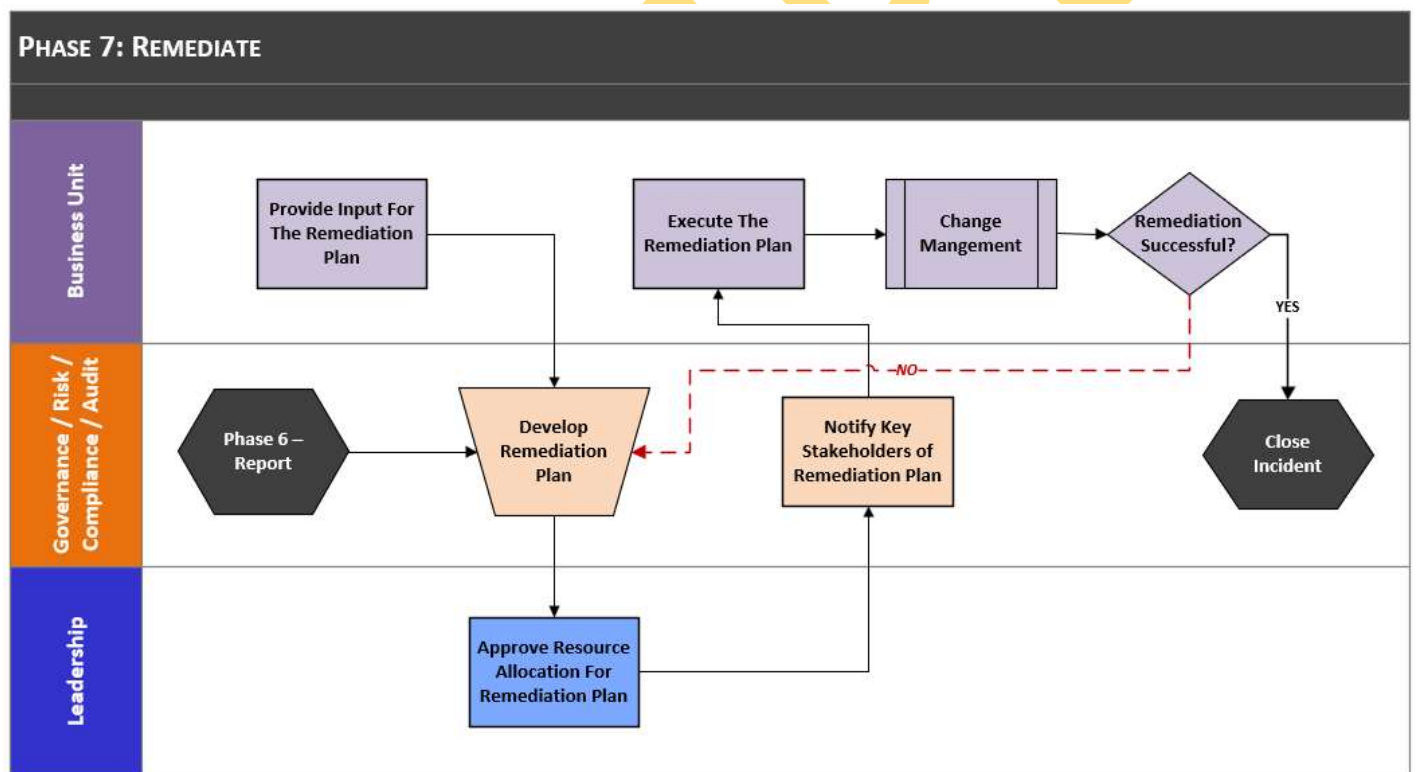 PHASE 7: REMEDIATE
Business Unit
Provide Input For
The Remediation
Plan
Execute The
Remediation Plan
Change
Mangement
Remediation
Successful?
YES
NO
Governance / Risk /
Compliance / Audit
Phase 6 –
Report
Develop
Remediation
Plan
Notify Key
Stakeholders of
Remediation Plan
Close
Incident
Leadership
Approve Resource
Allocation For
Remediation Plan